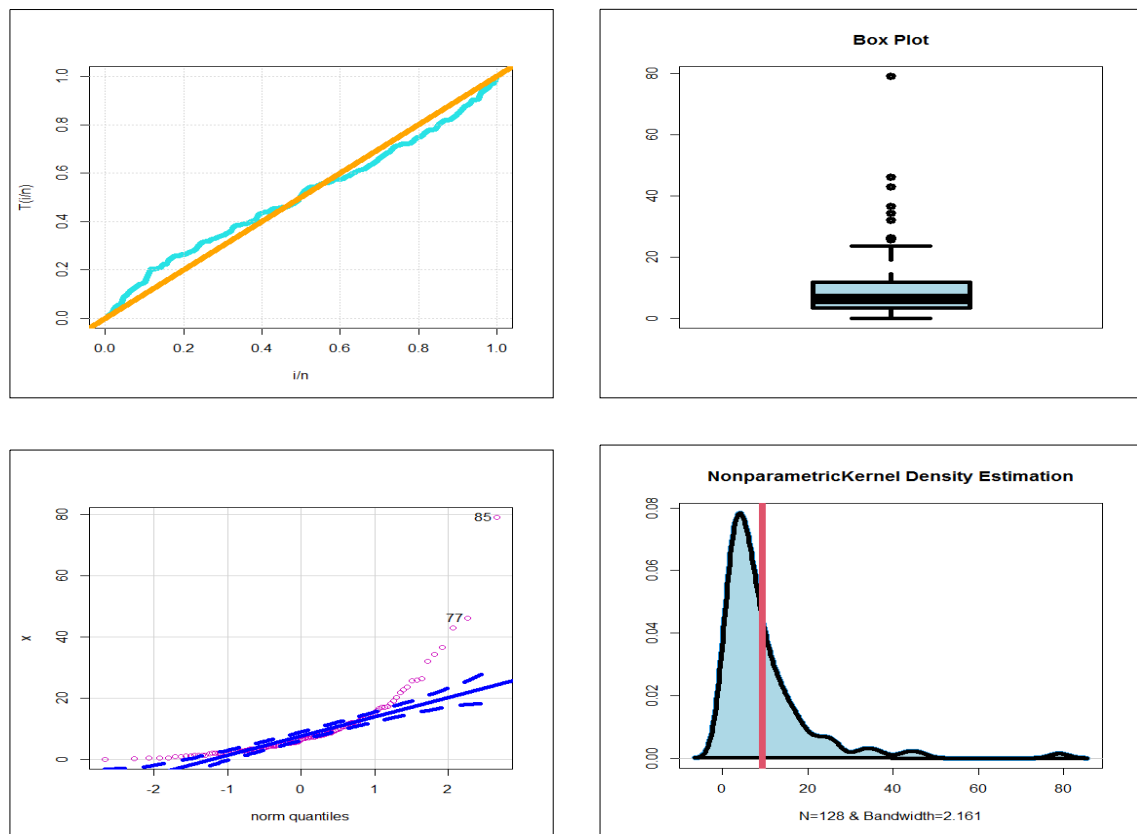 T(i/n)
1.0
0.8
0.6
0.4
0.2
0.0
0.0 0.2 0.4 0.6 0.8 1.0
i/n
Box Plot
80
60
40
20
0
x
80
60
40
20
0
85
77
-2 -1 0 1 2
norm quantiles
NonparametricKernel Density Estimation
0.08
0.06
0.04
0.02
0.00
0 20 40 60 80
N=128 & Bandwidth=2.161